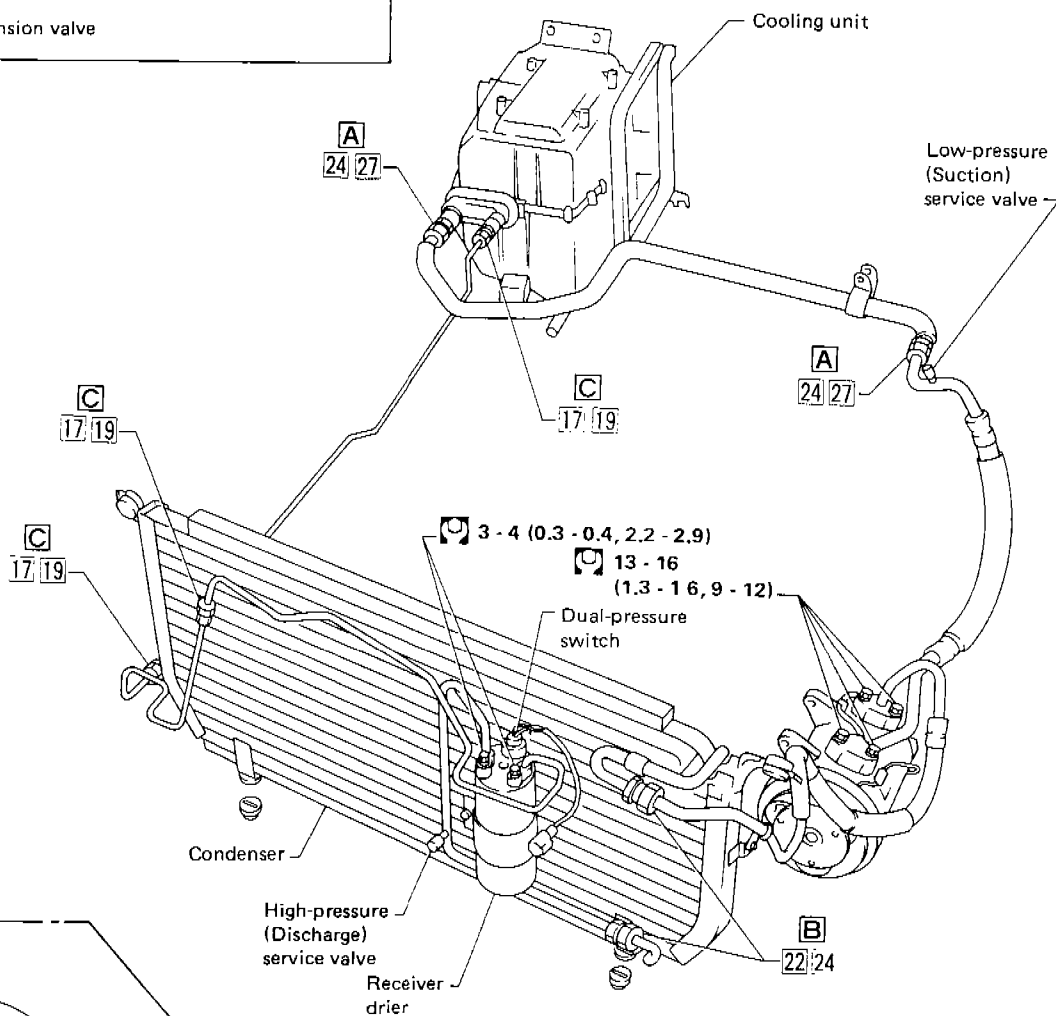 nsion valve
Cooling unit
A
24 27
Low-pressure
(Suction)
service valve
A
24 27
C
17 19
C
17 19
C
17 19
3 - 4 (0.3 - 0.4, 2.2 - 2.9)
13 - 16
(1.3 - 1 6, 9 - 12)
Dual-pressure
switch
Condenser
High-pressure
(Discharge)
service valve
B
22 24
Receiver
drier